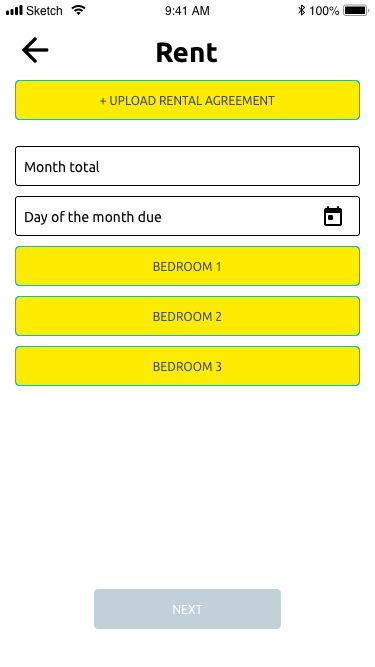 Sketch 9:41 AM 100%
Rent
+ UPLOAD RENTAL AGREEMENT
Month total
Day of the month due
BEDROOM 1
BEDROOM 2
BEDROOM 3
NEXT